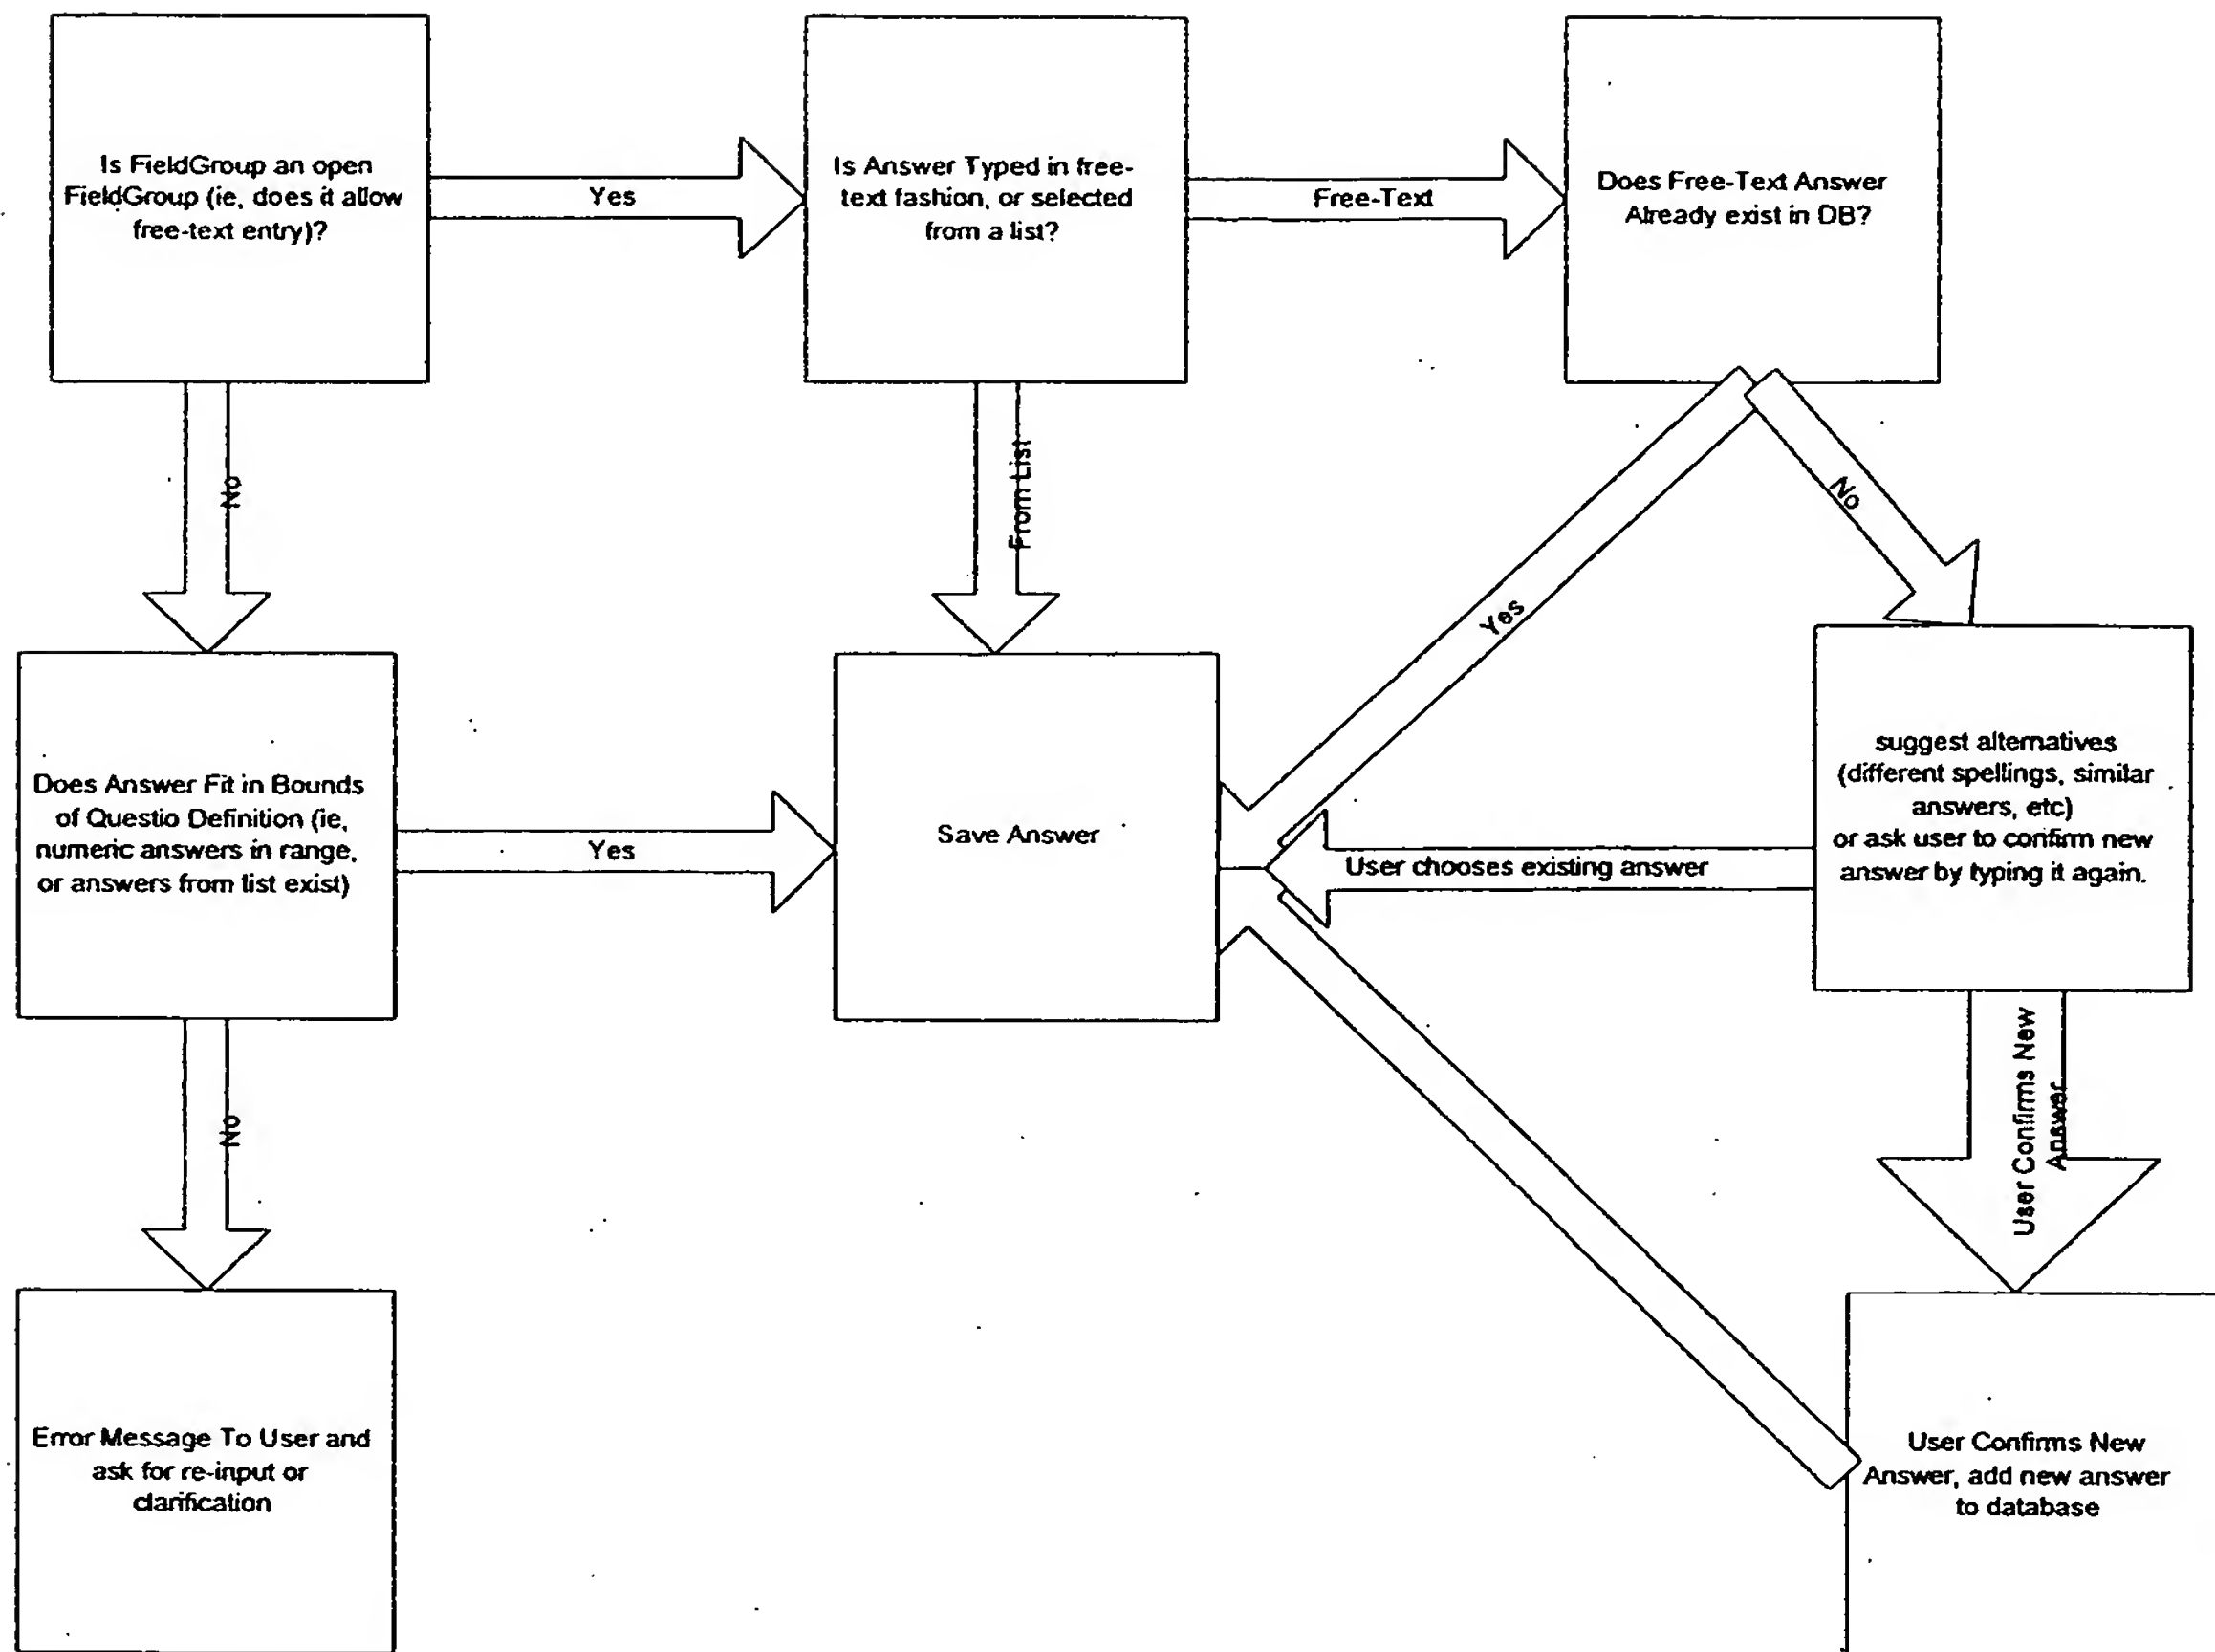 Is FieldGroup an open
FieldGroup (ie, does it allow
free-text entry)?
Yes
Is Answer Typed in free-
text fashion, or selected
from a list?
Free-Text
Does Free-Text Answer
Already exist in DB?
No
From List
Yes
No
Does Answer Fit in Bounds
of Questio Definition (ie,
numeric answers in range,
or answers from list exist)
Yes
Save Answer
User chooses existing answer
suggest alternatives
(different spellings, similar
answers, etc)
or ask user to confirm new
answer by typing it again.
No
User Confirms New
Answer
Error Message To User and
ask for re-input or
clarification
User Confirms New
Answer, add new answer
to database